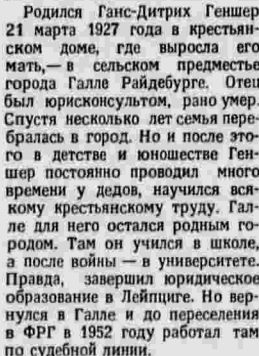 Родился Ганс-Дитрих Геншер
21 марта 1927 года в крестьян-
ском доме, где выросла его
мать,— в сельском предместье
города Галле Райдебурге. Отец
был юрисконсультом, рано умер.
Спустя несколько лет семья пере-
бралась в город. Но и после это-
го в детстве и юношестве Ген-
шер постоянно проводил много
времени у дедов, научился вся-
кому крестьянскому труду. Гал-
ле для него остался родным го-
родом. Там он учился в школе,
а после войны — в университете.
Правда, завершил юридическое
образование в Лейпциге. Но вер-
нулся в Галле и до переселения
в ФРГ в 1952 году работал там
по судебной линии.